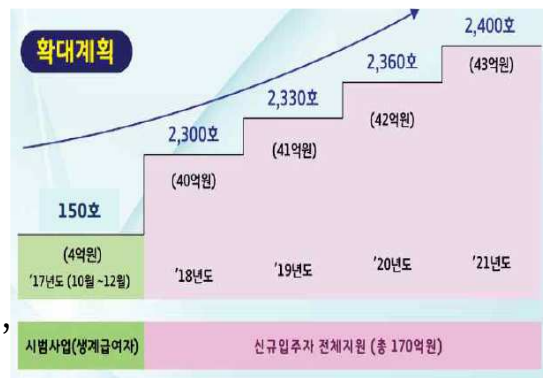 확대계획
2,400호
(43억원)
2,360호
(42억원)
2,330호
(41억원)
2,300호
(40억원)
150호
(4억원)
'17년도 (10월 ~12월)
'18년도
'19년도
'20년도
'21년도
,
시범사업(생계급여자)
신규입주자 전체지원 (총 170억원)